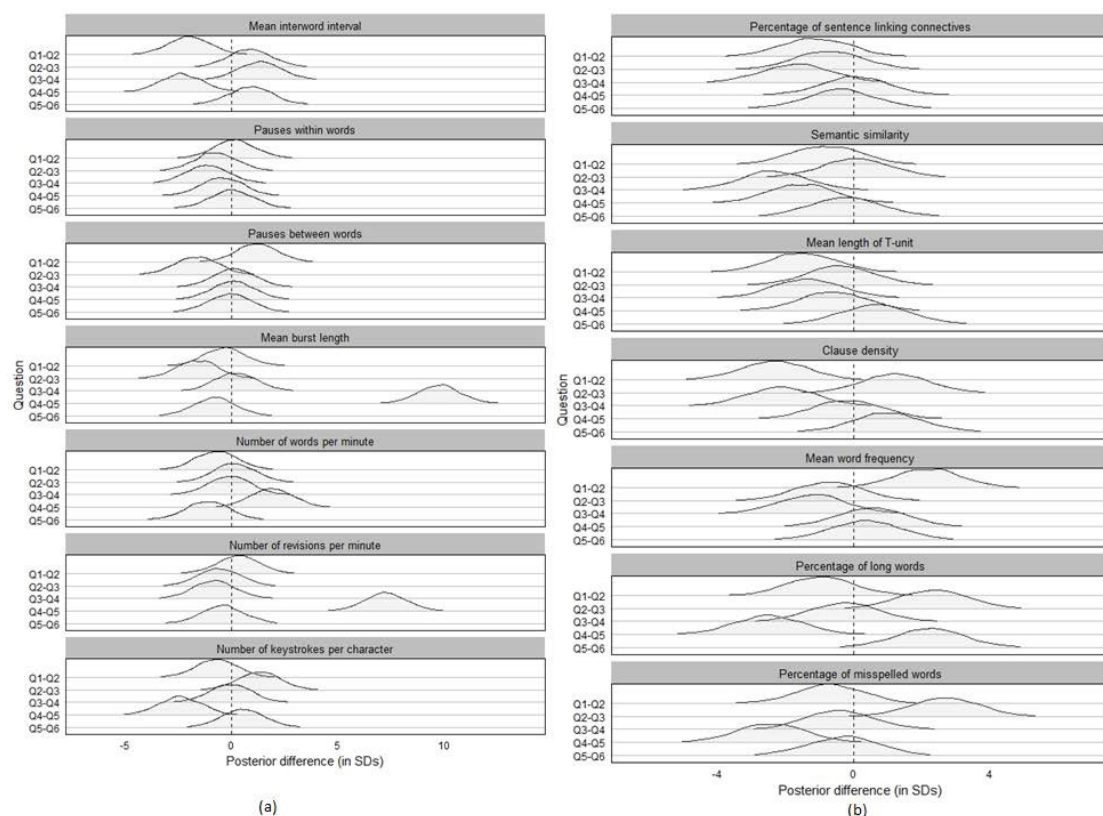 Mean interword interval
Q1-Q2
Q2-Q3
Q3-Q4
Q4-Q5
Q5-Q6
Pauses within words
Q1-Q2
Q2-Q3
Q3-Q4
Q4-Q5
Q5-Q6
Pauses between words
Q1-Q2
Q2-Q3
Q3-Q4
Q4-Q5
Q5-Q6
Mean burst length
Q1-Q2
Q2-Q3
Q3-Q4
Q4-Q5
Q5-Q6
Number of words per minute
Q1-Q2
Q2-Q3
Q3-Q4
Q4-Q5
Q5-Q6
Number of revisions per minute
Q1-Q2
Q2-Q3
Q3-Q4
Q4-Q5
Q5-Q6
Number of keystrokes per character
Q1-Q2
Q2-Q3
Q3-Q4
Q4-Q5
Q5-Q6
Question
-5 0 5 10
Posterior difference (in SDs)
(a)
Percentage of sentence linking connectives
Q1-Q2
Q2-Q3
Q3-Q4
Q4-Q5
Q5-Q6
Semantic similarity
Q1-Q2
Q2-Q3
Q3-Q4
Q4-Q5
Q5-Q6
Mean length of T-unit
Q1-Q2
Q2-Q3
Q3-Q4
Q4-Q5
Q5-Q6
Clause density
Q1-Q2
Q2-Q3
Q3-Q4
Q4-Q5
Q5-Q6
Mean word frequency
Q1-Q2
Q2-Q3
Q3-Q4
Q4-Q5
Q5-Q6
Percentage of long words
Q1-Q2
Q2-Q3
Q3-Q4
Q4-Q5
Q5-Q6
Percentage of misspelled words
Q1-Q2
Q2-Q3
Q3-Q4
Q4-Q5
Q5-Q6
Question
-4 0 4
Posterior difference (in SDs)
(b)